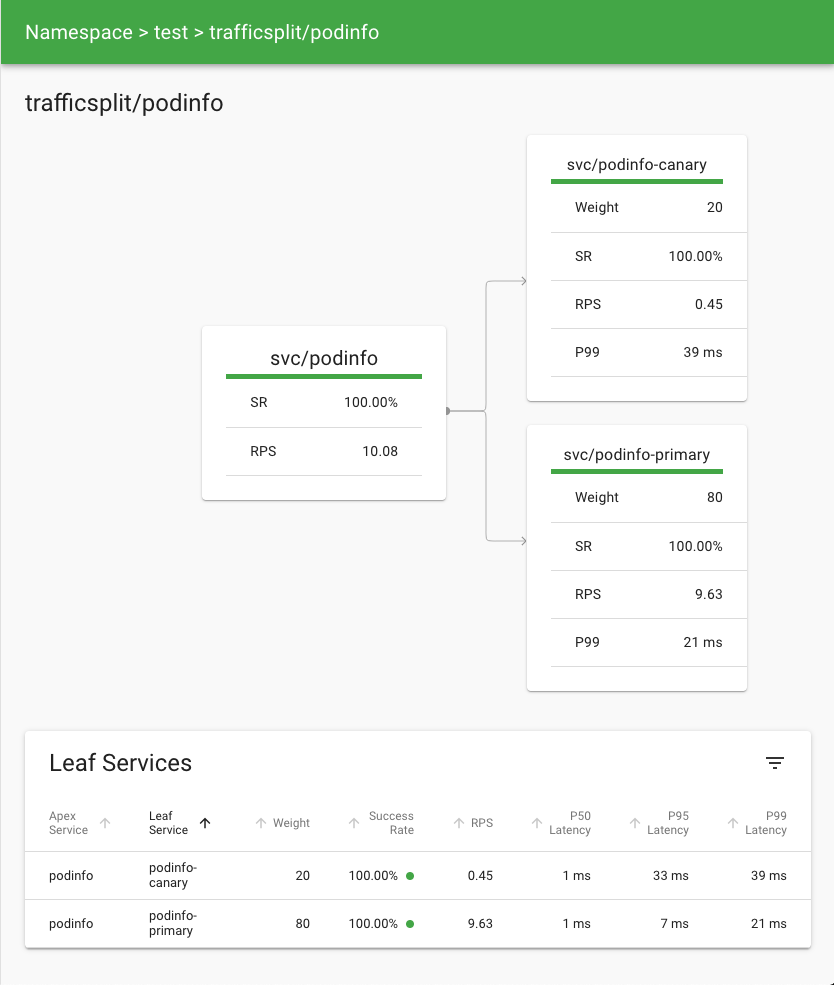 Namespace > test > trafficsplit/podinfo
trafficsplit/podinfo
svc/podinfo-canary
Weight 20
SR 100.00%
RPS 0.45
P99 39 ms
svc/podinfo
SR 100.00%
RPS 10.08
svc/podinfo-primary
Weight 80
SR 100.00%
RPS 9.63
P99 21 ms
Leaf Services
Apex Service Leaf Service Weight Success Rate RPS P50 Latency P95 Latency P99 Latency
podinfo podinfo-canary 20 100.00% 0.45 1 ms 33 ms 39 ms
podinfo podinfo-primary 80 100.00% 9.63 1 ms 7 ms 21 ms